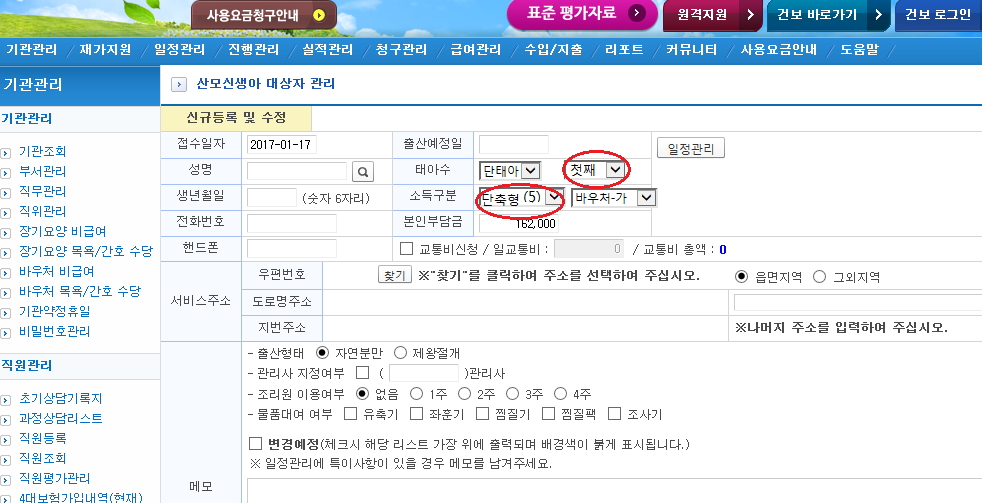 사용요금청구안내
표준 평가자료
원격지원
건보 바로가기
건보 로그인
기관관리 재가지원 일정관리 진행관리 실적관리 청구관리 급여관리 수입/지출 리포트 커뮤니티 사용요금안내 도움말
기관관리
기관관리
기관조회
부서관리
직무관리
직위관리
장기요양 비급여
장기요양 목욕/간호 수당
바우처 비급여
바우처 목욕/간호 수당
기관약정휴일
비밀번호관리
직원관리
초기상담기록지
과정상담리스트
직원등록
직원조회
직원평가관리
4대보험가입내역(현재)
산모신생아 대상자 관리
신규등록 및 수정
접수일자 2017-01-17 출산예정일 일정관리
성명 태아수 단태아 첫째
생년월일 (숫자 6자리) 소득구분 단축형 (5) 바우처-가
전화번호 본인부담금 162,000
핸드폰 교통비신청 / 일교통비 : 0 / 교통비 총액 : 0
서비스주소
우편번호 찾기 ※"찾기"를 클릭하여 주소를 선택하여 주십시오. 읍면지역 그외지역
도로명주소
지번주소 ※나머지 주소를 입력하여 주십시오.
메모
- 출산형태 자연분만 제왕절개
- 관리사 지정여부 ( )관리사
- 조리원 이용여부 없음 1주 2주 3주 4주
- 물품대여 여부 유축기 좌훈기 찜질기 찜질팩 조사기
변경예정(체크시 해당 리스트 가장 위에 출력되며 배경색이 붉게 표시됩니다.)
※ 일정관리에 특이사항이 있을 경우 메모를 남겨주세요.